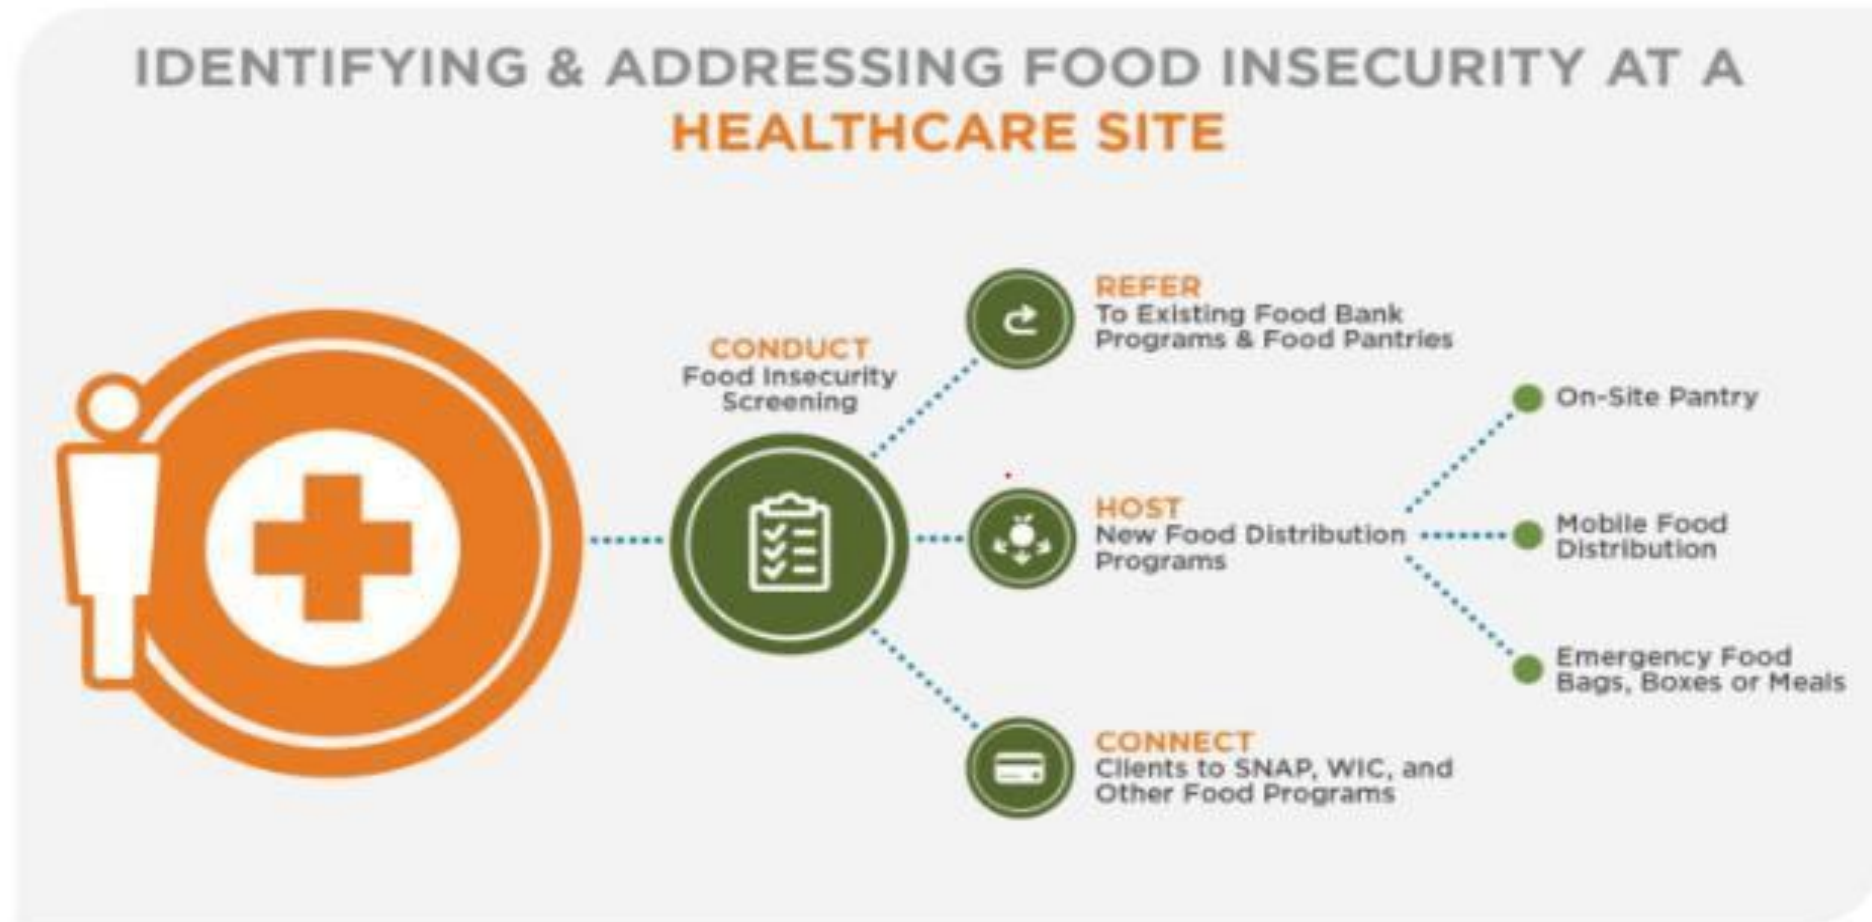 IDENTIFYING & ADDRESSING FOOD INSECURITY AT A
HEALTHCARE SITE
CONDUCT
Food Insecurity
Screening
REFER
To Existing Food Bank
Programs & Food Pantries
HOST
New Food Distribution
Programs
On-Site Pantry
Mobile Food
Distribution
Emergency Food
Bags, Boxes or Meals
CONNECT
Clients to SNAP, WIC, and
Other Food Programs